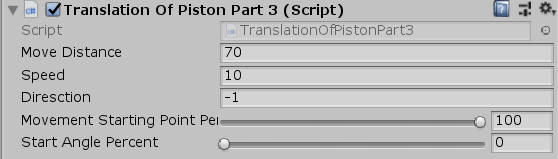 Translation Of Piston Part 3 (Script)
Script TranslationOfPistonPart3
Move Distance 70
Speed 10
Diresction -1
Movement Starting Point Per 100
Start Angle Percent 0